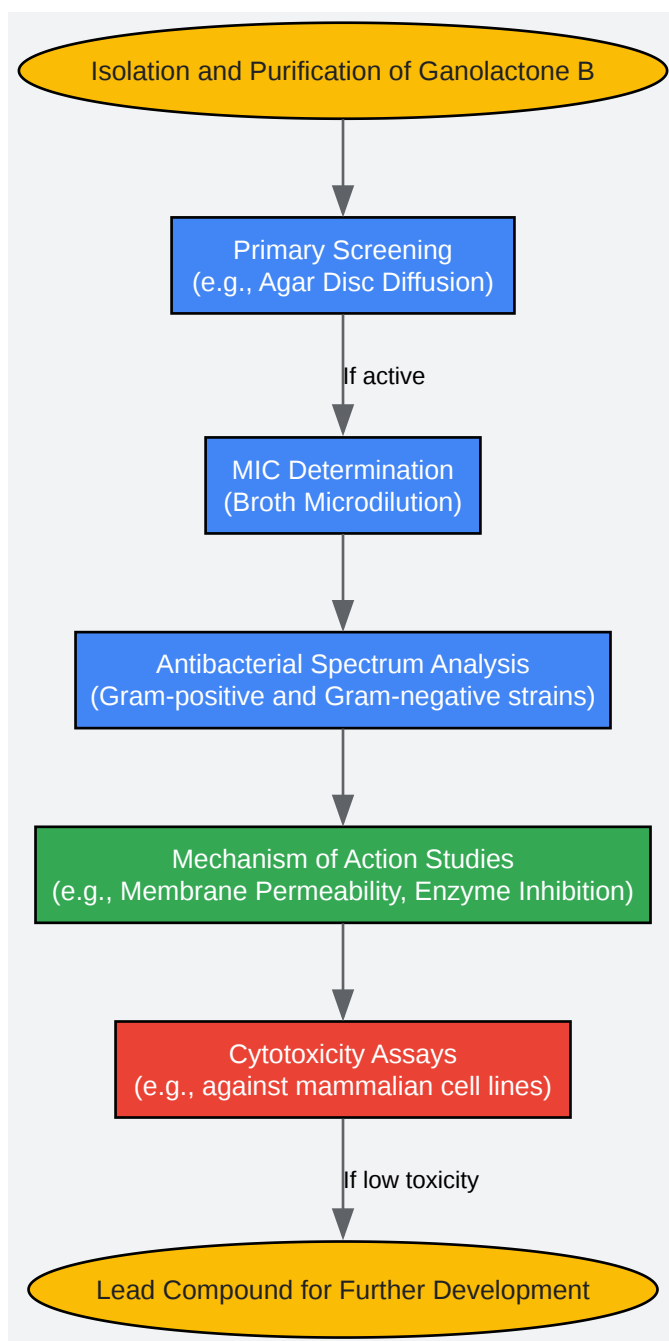 Isolation and Purification of Ganolactone B
Primary Screening
(e.g., Agar Disc Diffusion)
If active
MIC Determination
(Broth Microdilution)
Antibacterial Spectrum Analysis
(Gram-positive and Gram-negative strains)
Mechanism of Action Studies
(e.g., Membrane Permeability, Enzyme Inhibition)
Cytotoxicity Assays
(e.g., against mammalian cell lines)
If low toxicity
Lead Compound for Further Development